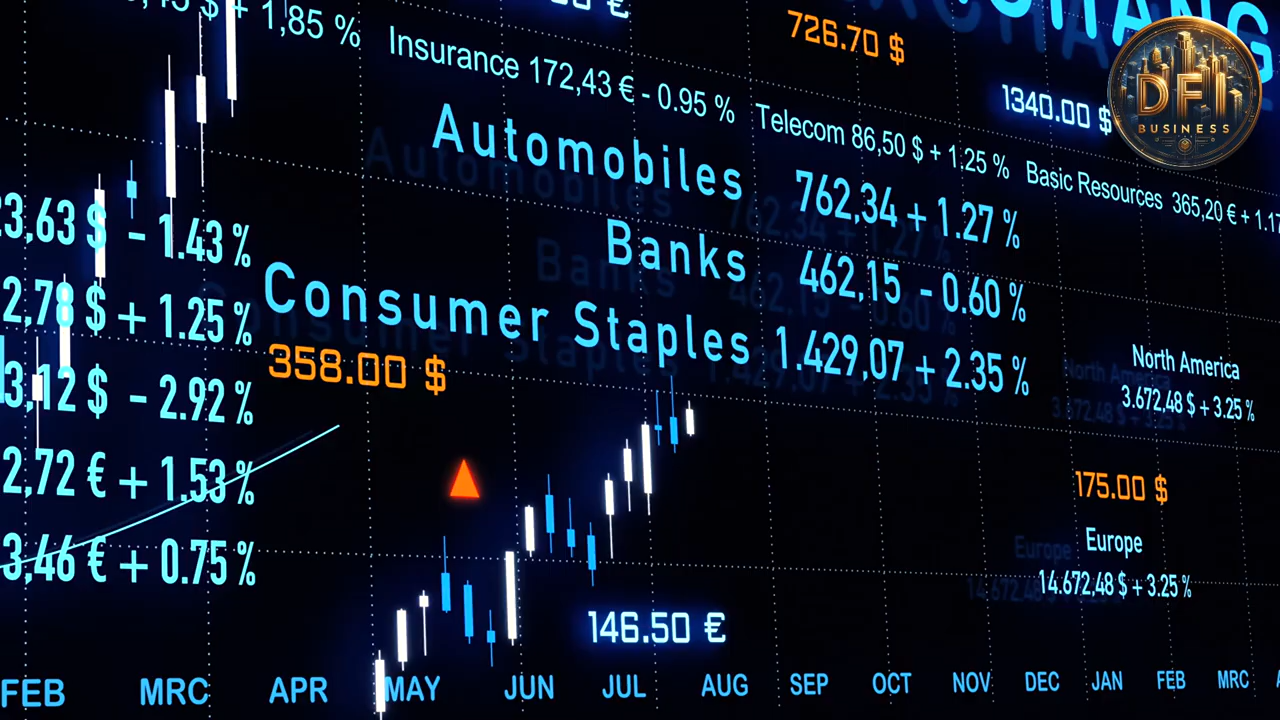 + 1,85 %
Insurance 172,43 € - 0.95 %
Telecom 86,50 $ + 1.25 %
Basic Resources 365,20 € + 1.17
726.70 $
1340.00 $
DFI
BUSINESS
Automobiles 762,34 + 1.27 %
Banks 462,15 - 0.60 %
Consumer Staples 1.429,07 + 2.35 %
3,63 $ - 1.43 %
2,78 $ + 1.25 %
3,12 $ - 2.92 %
2,72 € + 1.53 %
3,46 € + 0.75 %
358.00 $
North America
3.672,48 $ + 3.25 %
175.00 $
Europe
14.672,48 $ + 3.25 %
146.50 €
FEB MRC APR MAY JUN JUL AUG SEP OCT NOV DEC JAN FEB MRC